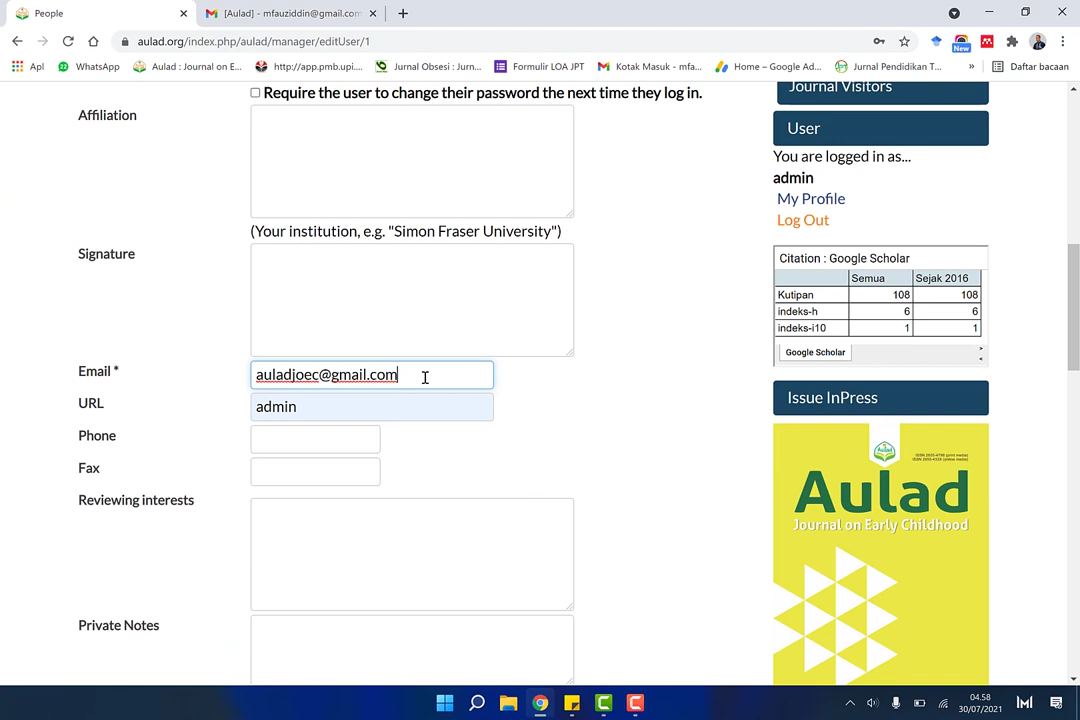 People
[Aulad] - mfauziddin@gmail.com
aulad.org/index.php/aulad/manager/editUser/1
New
Apl
WhatsApp
Aulad : Journal on E...
http://app.pmb.upi...
Jurnal Obsesi : Jurn...
Formulir LOA JPT
Kotak Masuk - mfa...
Home – Google Ad...
Jurnal Pendidikan T...
»
Daftar bacaan
Require the user to change their password the next time they log in.
Affiliation
(Your institution, e.g. "Simon Fraser University")
Signature
Email *
auladjoec@gmail.com
URL
admin
Phone
Fax
Reviewing interests
Private Notes
Journal Visitors
User
You are logged in as...
admin
My Profile
Log Out
Citation : Google Scholar
Semua Sejak 2016
Kutipan 108 108
indeks-h 6 6
indeks-i10 1 1
Google Scholar
Issue InPress
Aulad
Journal on Early Childhood
04.58
30/07/2021